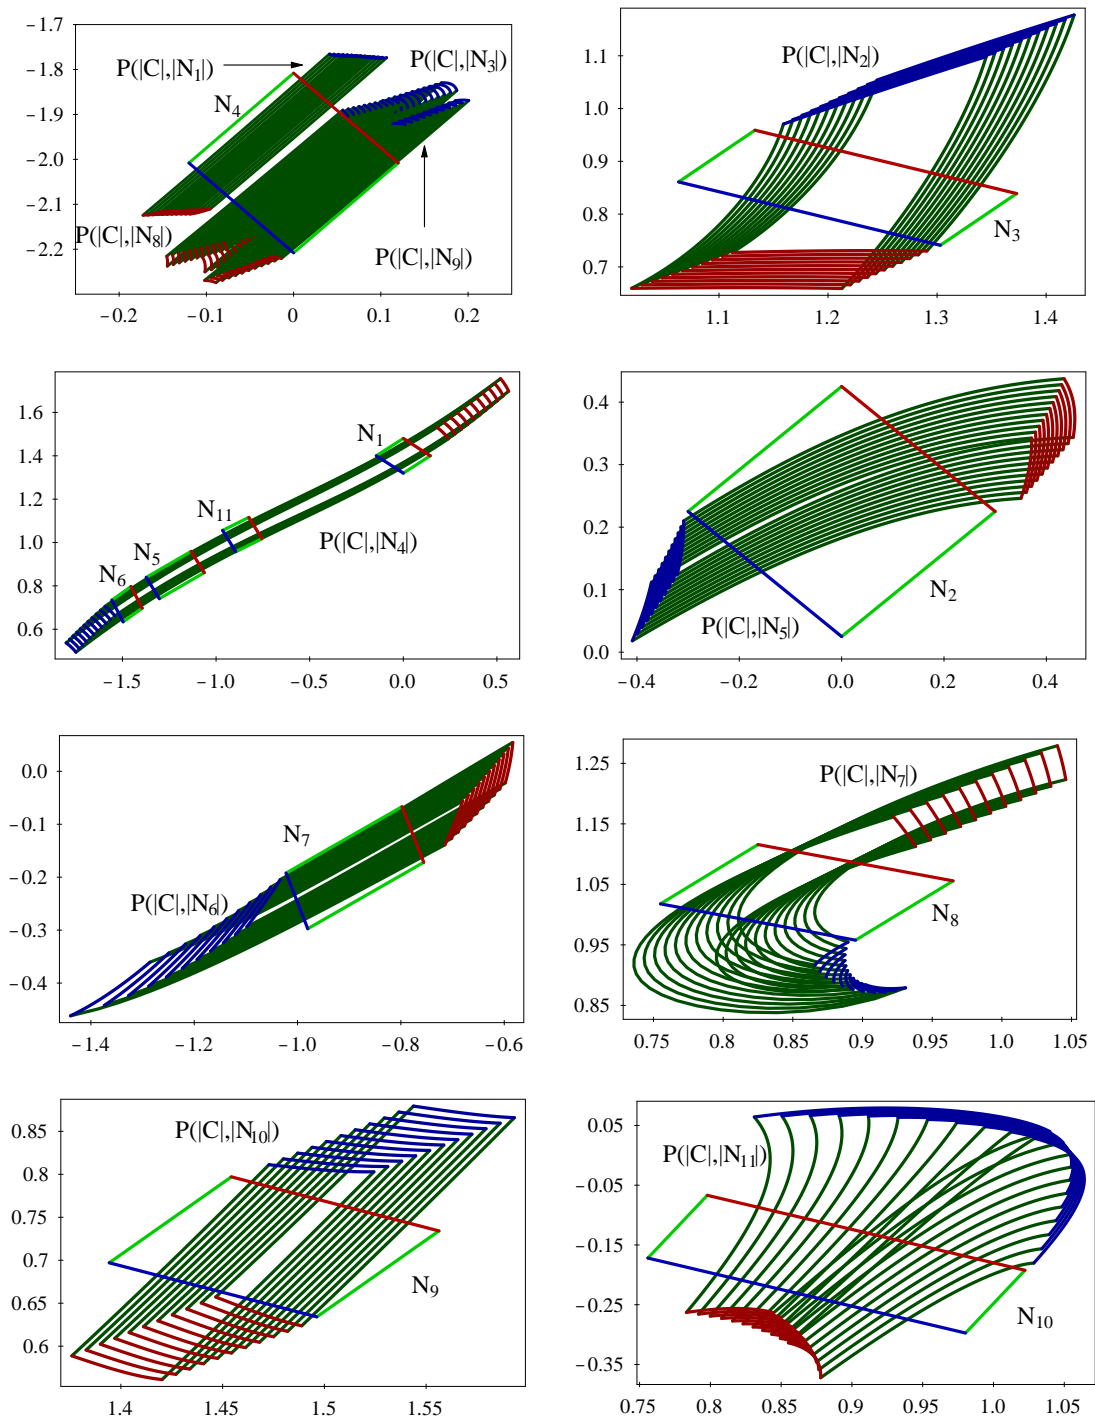 −1.7
−1.8
−1.9
−2.0
−2.1
−2.2
P(|C|,|N₁|)
P(|C|,|N₃|)
N₄
P(|C|,|N₈|)
P(|C|,|N₉|)
−0.2 −0.1 0 0.1 0.2
1.1
1.0
0.9
0.8
0.7
P(|C|,|N₂|)
N₃
1.1 1.2 1.3 1.4
1.6
1.4
1.2
1.0
0.8
0.6
N₁
N₁₁
P(|C|,|N₄|)
N₅
N₆
−1.5 −1.0 −0.5 0.0 0.5
0.4
0.3
0.2
0.1
0.0
N₂
P(|C|,|N₅|)
−0.4 −0.2 0.0 0.2 0.4
0.0
−0.1
−0.2
−0.3
−0.4
N₇
P(|C|,|N₆|)
−1.4 −1.2 −1.0 −0.8 −0.6
1.25
1.15
1.05
0.95
0.85
P(|C|,|N₇|)
N₈
0.75 0.8 0.85 0.9 0.95 1.0 1.05
0.85
0.8
0.75
0.7
0.65
0.6
P(|C|,|N₁₀|)
N₉
1.4 1.45 1.5 1.55
0.05
−0.05
−0.15
−0.25
−0.35
P(|C|,|N₁₁|)
N₁₀
0.75 0.8 0.85 0.9 0.95 1.0 1.05